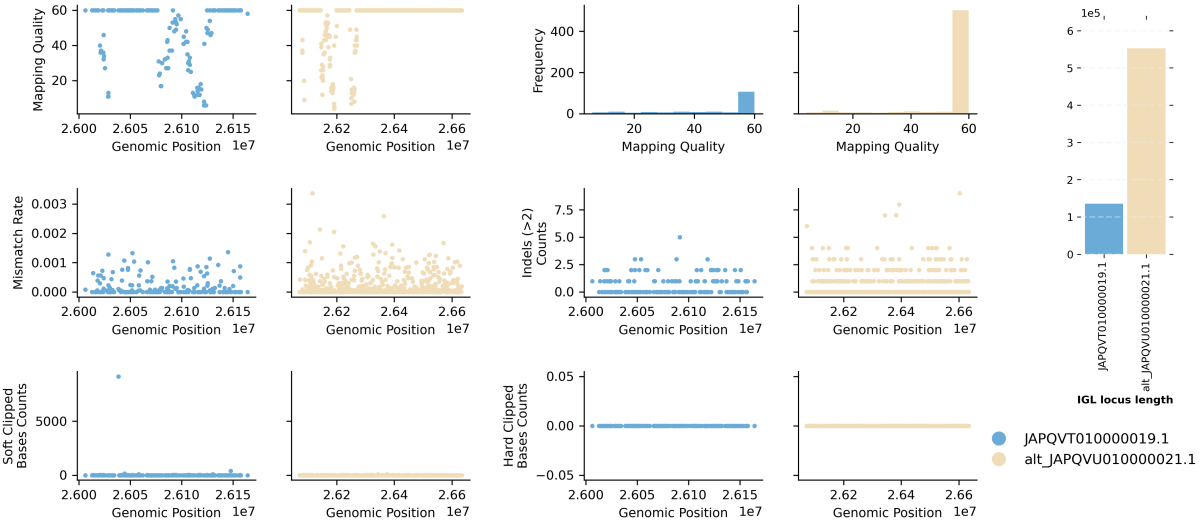 60
40
20
Mapping Quality
2.600 2.605 2.610 2.615
Genomic Position 1e7
2.62 2.64 2.66
Genomic Position 1e7
400
200
0
Frequency
20 40 60
Mapping Quality
20 40 60
Mapping Quality
1e5
6
5
4
3
2
1
0
JAPQVT010000019.1
alt_JAPQVU010000021.1
IGL locus length
0.003
0.002
0.001
0.000
Mismatch Rate
2.600 2.605 2.610 2.615
Genomic Position 1e7
2.62 2.64 2.66
Genomic Position 1e7
7.5
5.0
2.5
0.0
Indels (>2)
Counts
2.600 2.605 2.610 2.615
Genomic Position 1e7
2.62 2.64 2.66
Genomic Position 1e7
5000
0
Soft Clipped
Bases Counts
2.600 2.605 2.610 2.615
Genomic Position 1e7
2.62 2.64 2.66
Genomic Position 1e7
0.05
0.00
−0.05
Hard Clipped
Bases Counts
2.600 2.605 2.610 2.615
Genomic Position 1e7
2.62 2.64 2.66
Genomic Position 1e7
JAPQVT010000019.1
alt_JAPQVU010000021.1